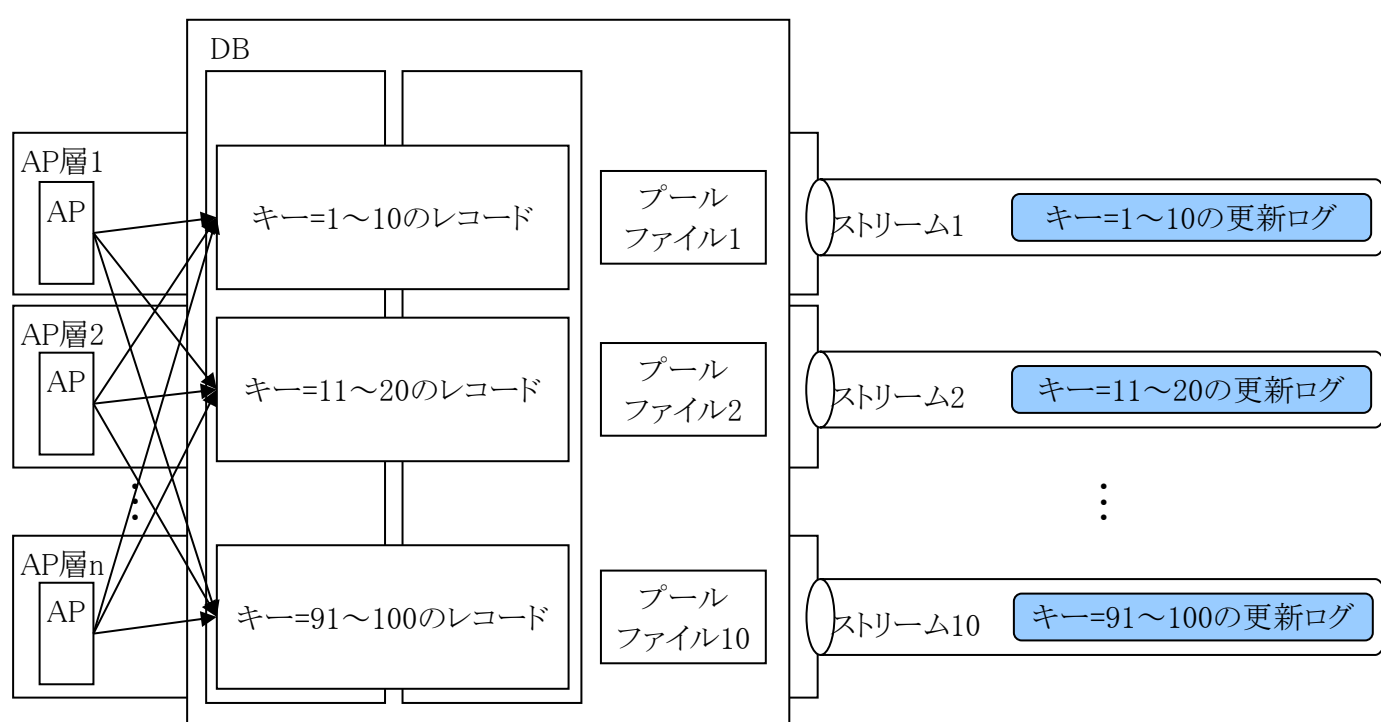 DB
AP層1
AP
キー=1～10のレコード
プール
ファイル1
ストリーム1
キー=1～10の更新ログ
AP層2
AP
キー=11～20のレコード
プール
ファイル2
ストリーム2
キー=11～20の更新ログ
AP層n
AP
キー=91～100のレコード
プール
ファイル10
ストリーム10
キー=91～100の更新ログ